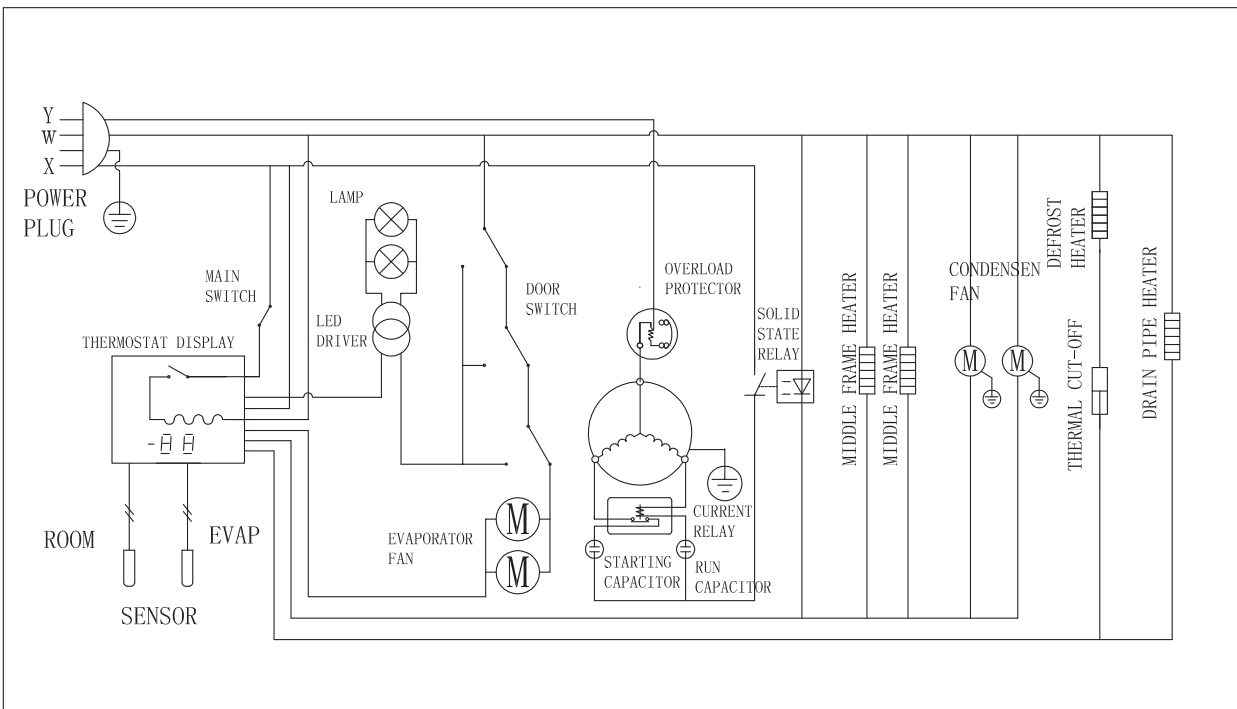 Y
W
X
POWER
PLUG
LAMP
MAIN
SWITCH
LED
DRIVER
THERMOSTAT DISPLAY
-88
ROOM
EVAP
SENSOR
DOOR
SWITCH
EVAPORATOR
FAN
M
M
OVERLOAD
PROTECTOR
SOLID
STATE
RELAY
CURRENT
RELAY
STARTING
CAPACITOR
RUN
CAPACITOR
MIDDLE FRAME HEATER
MIDDLE FRAME HEATER
CONDENSEN
FAN
M
M
DEFROST
HEATER
THERMAL CUT-OFF
DRAIN PIPE HEATER